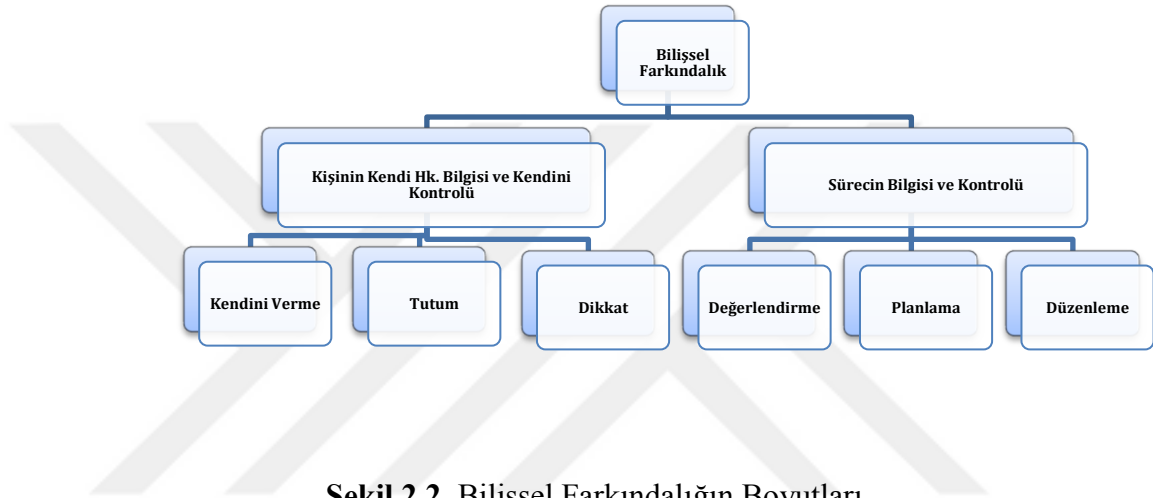 Bilişsel
Farkındalık
Kişinin Kendi Hk. Bilgisi ve Kendini
Kontrolü
Sürecin Bilgisi ve Kontrolü
Kendini Verme
Tutum
Dikkat
Değerlendirme
Planlama
Düzenleme
Şekil 2.2. Bilişsel Farkındalığın Boyutları